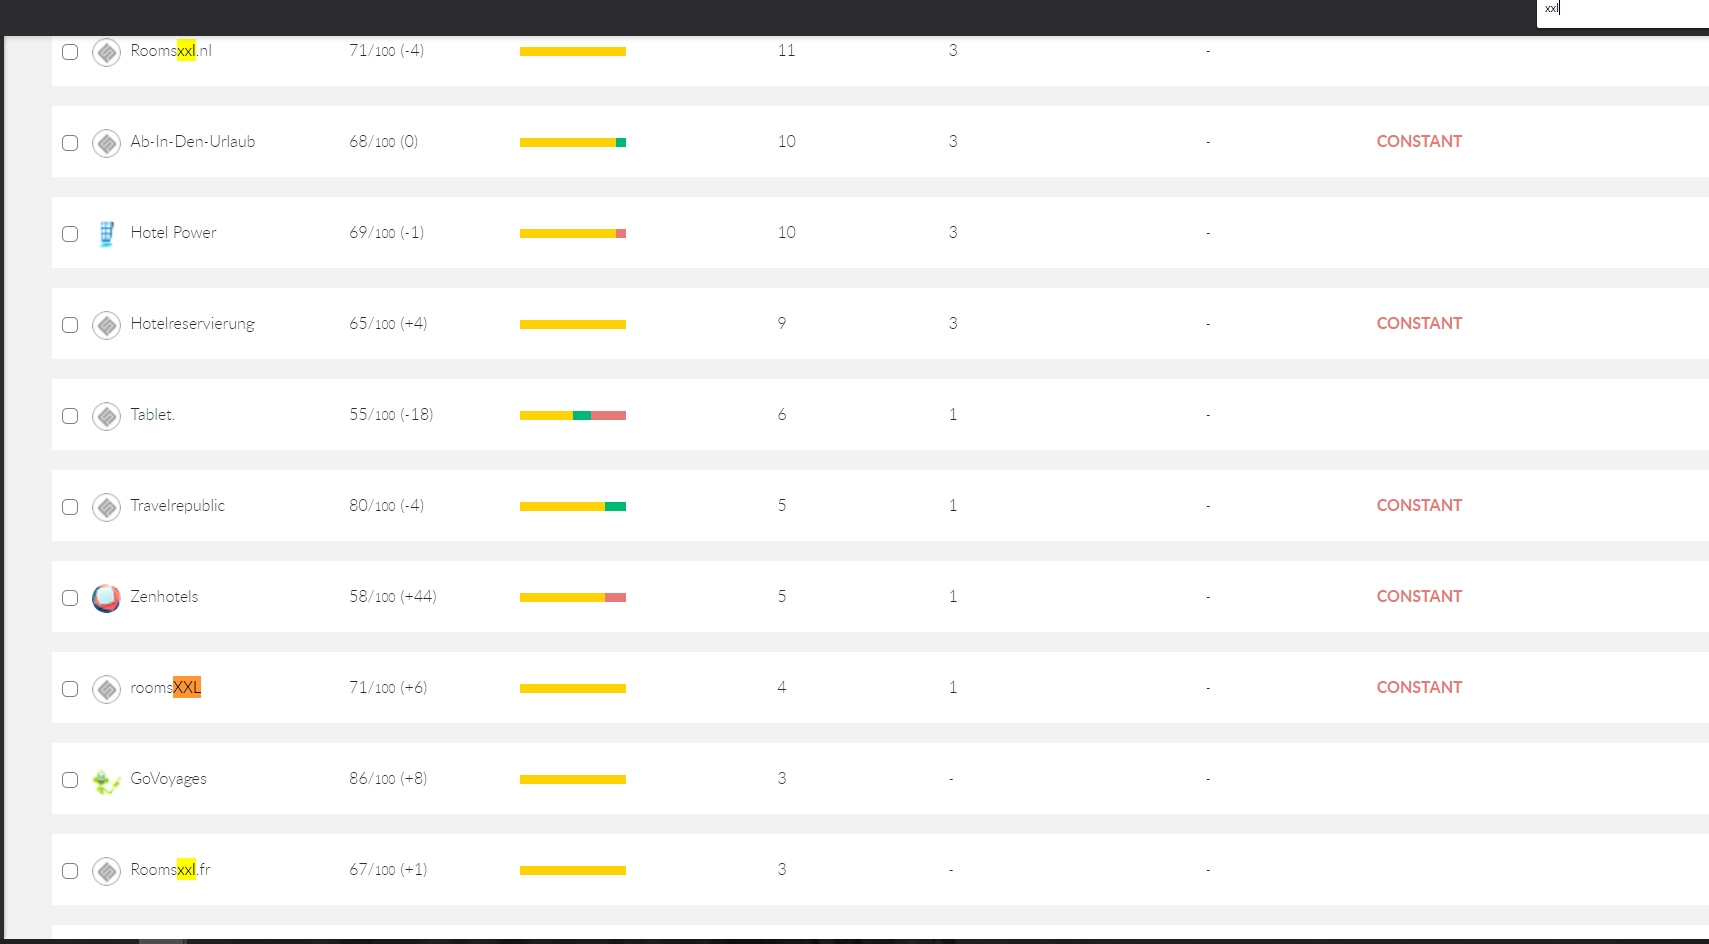 xxl
Roomsxxl.nl 71/100 (-4) 11 3 -
Ab-In-Den-Urlaub 68/100 (0) 10 3 - CONSTANT
Hotel Power 69/100 (-1) 10 3 -
Hotelreservierung 65/100 (+4) 9 3 - CONSTANT
Tablet. 55/100 (-18) 6 1 -
Travelrepublic 80/100 (-4) 5 1 - CONSTANT
Zenhotels 58/100 (+44) 5 1 - CONSTANT
roomsXXL 71/100 (+6) 4 1 - CONSTANT
GoVoyages 86/100 (+8) 3 - -
Roomsxxl.fr 67/100 (+1) 3 - -